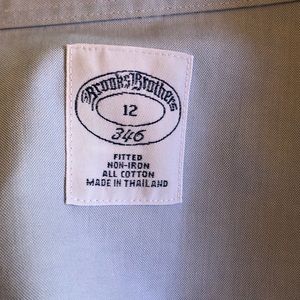 Brooks Brothers
12
346
FITTED
NON-IRON
ALL COTTON
MADE IN THAILAND